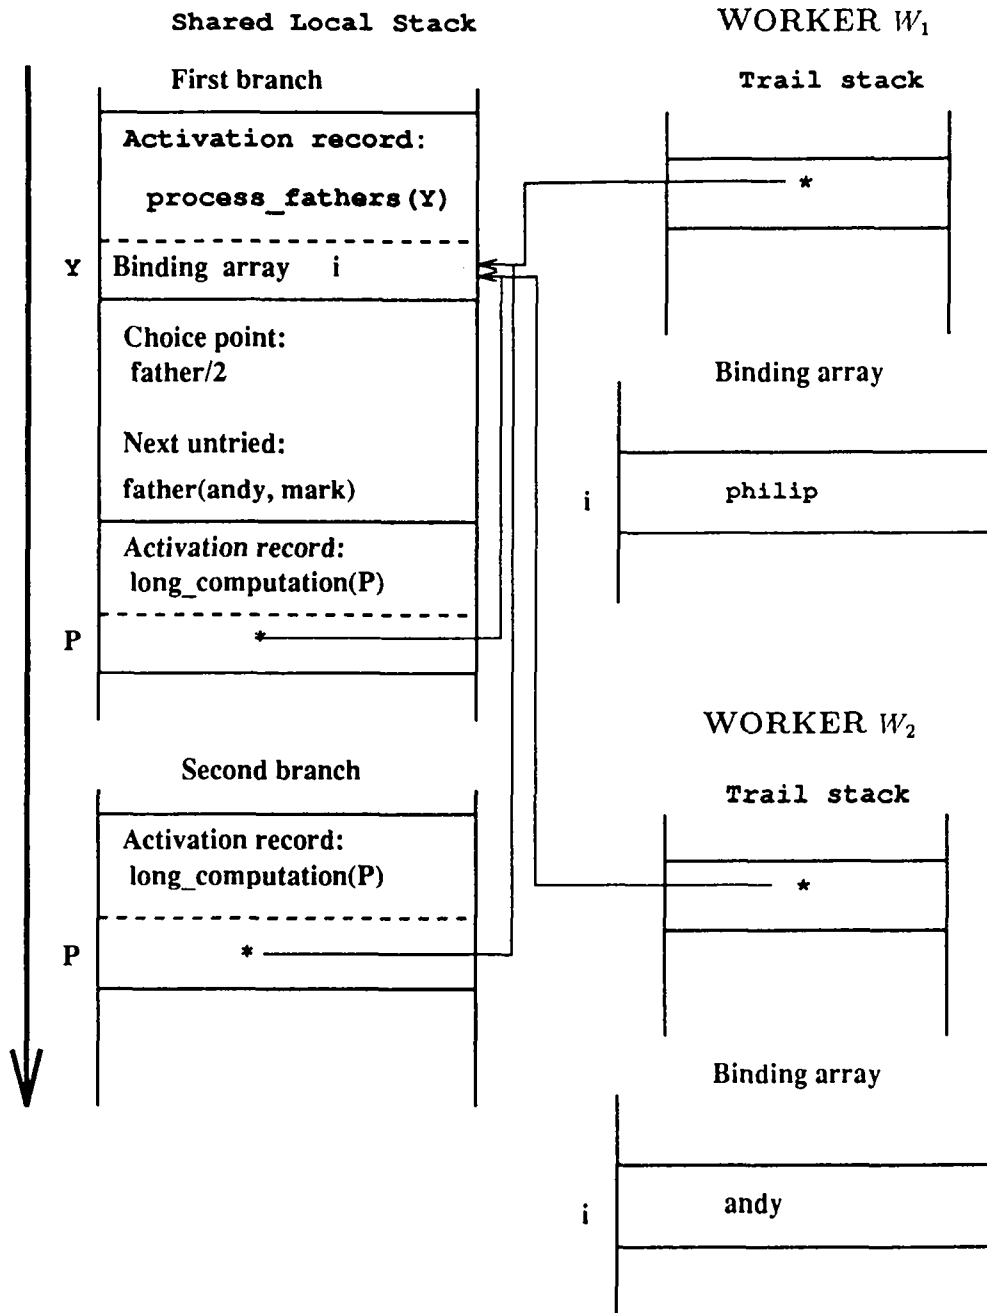 Shared Local Stack
First branch
Activation record:
process_fathers(Y)
Y
Binding array i
Choice point:
father/2
Next untried:
father(andy, mark)
Activation record:
long_computation(P)
P
*
Second branch
Activation record:
long_computation(P)
P
*
WORKER W1
Trail stack
*
Binding array
i
philip
WORKER W2
Trail stack
*
Binding array
i
andy